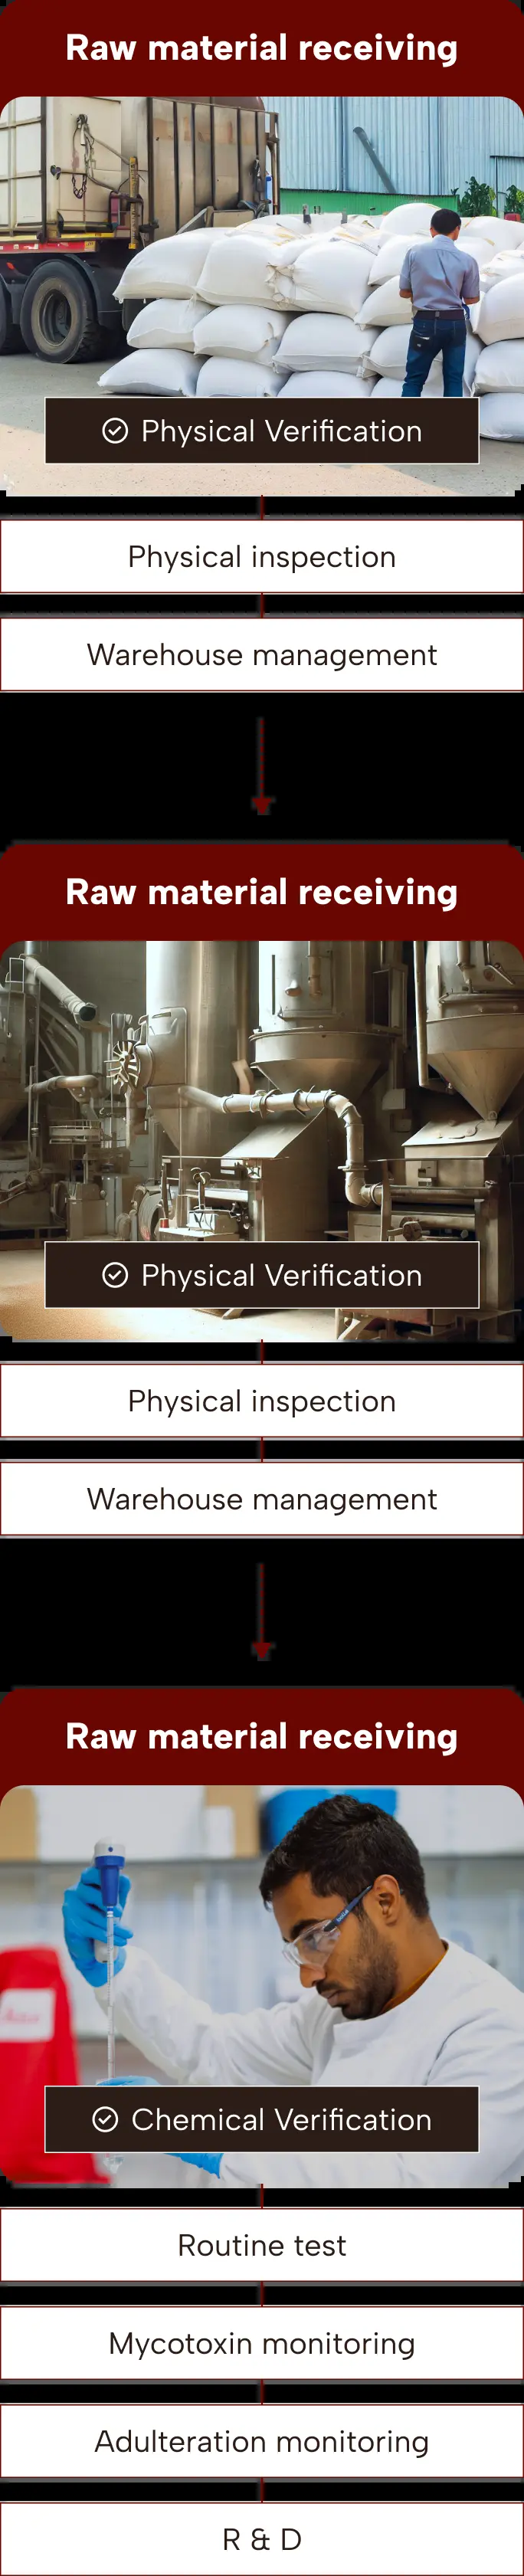 Raw material receiving
Physical Verification
Physical inspection
Warehouse management
Raw material receiving
Physical Verification
Physical inspection
Warehouse management
Raw material receiving
Chemical Verification
Routine test
Mycotoxin monitoring
Adulteration monitoring
R & D